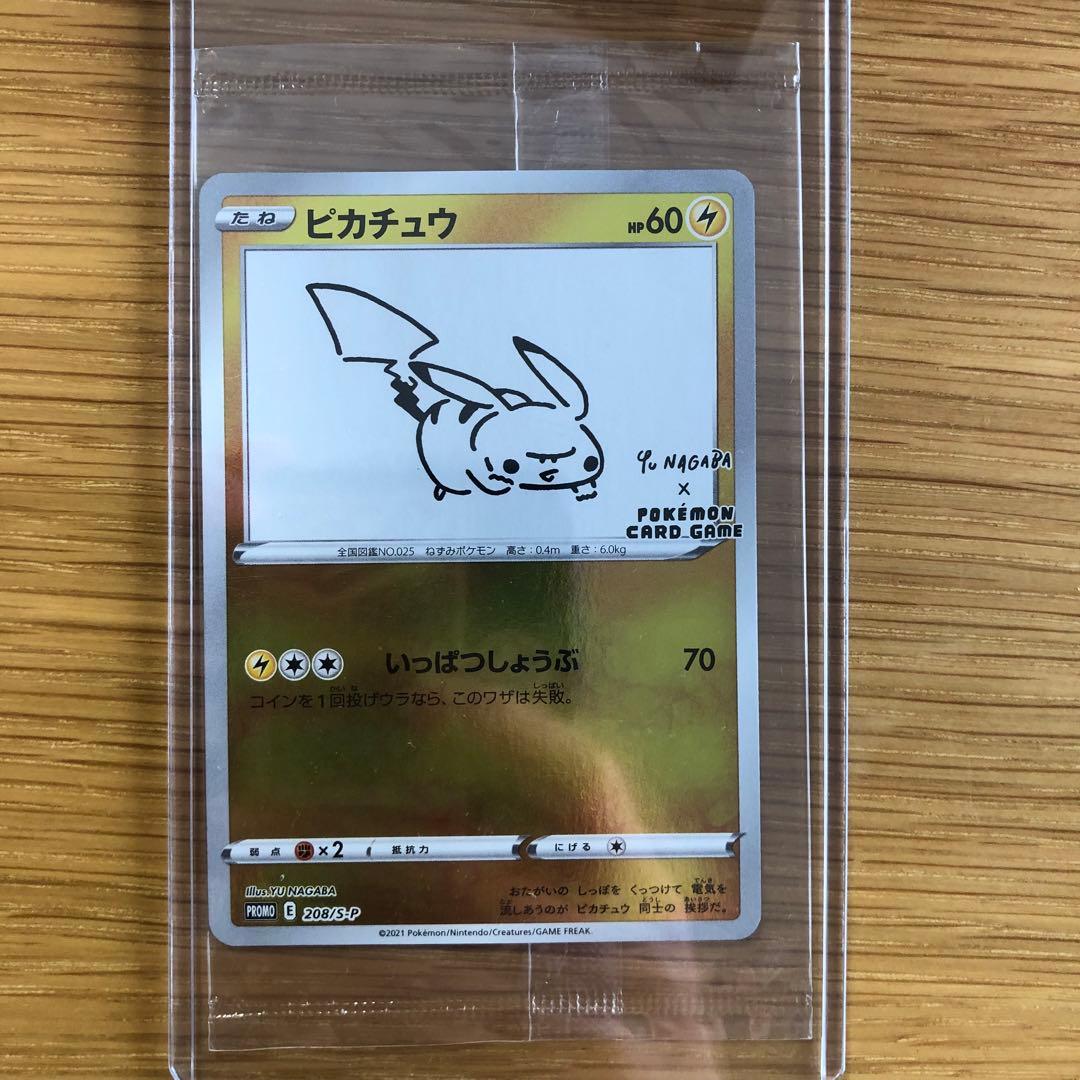 たね ピカチュウ HP60
Yu NAGABA
×
POKÉMON
CARD GAME
全国図鑑NO.025 ねずみポケモン 高さ:0.4m 重さ:6.0kg
いっぱつしょうぶ 70
コインを1回投げウラなら、このワザは失敗。
弱点 ×2 抵抗力 にげる
Illus.YU NAGABA
PROMO E 208/S-P
おたがいの しっぽを くっつけて 電気を
流しあうのが ピカチュウ 同士の 挨拶だ。
©2021 Pokémon/Nintendo/Creatures/GAME FREAK.